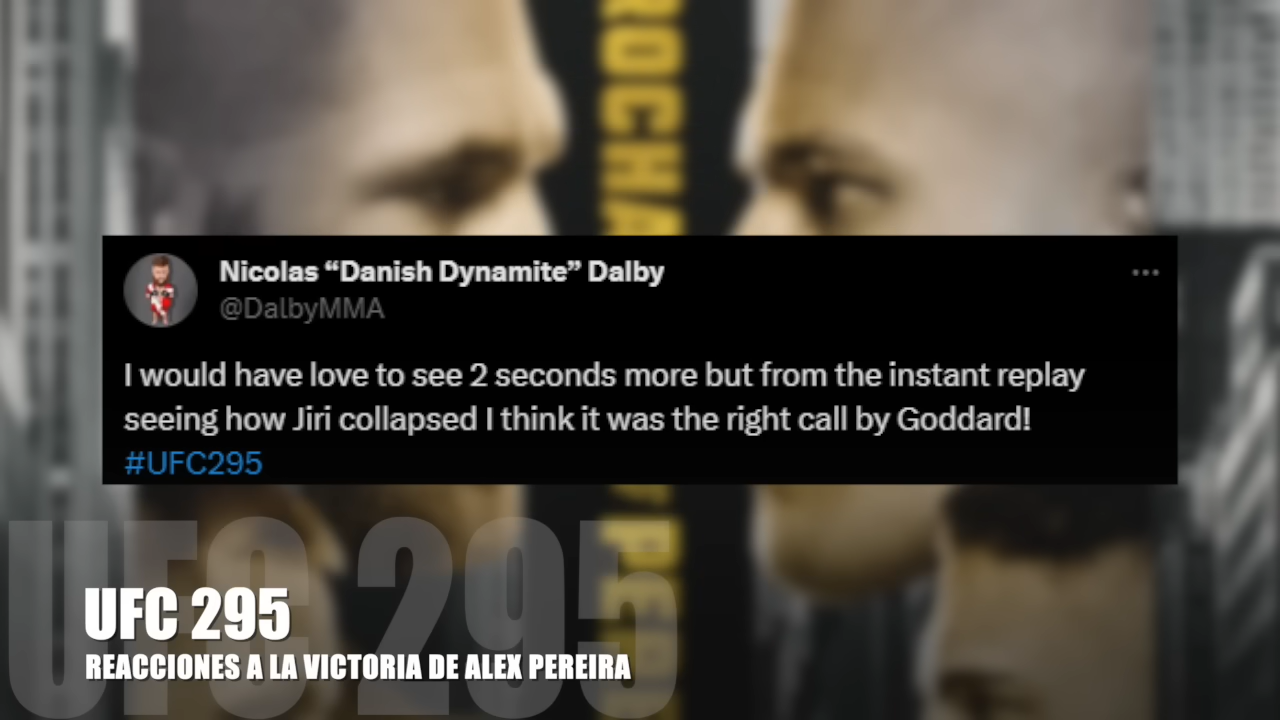 Nicolas “Danish Dynamite” Dalby
@DalbyMMA
I would have love to see 2 seconds more but from the instant replay
seeing how Jiri collapsed I think it was the right call by Goddard!
#UFC295
UFC 295
UFC 295
REACCIONES A LA VICTORIA DE ALEX PEREIRA